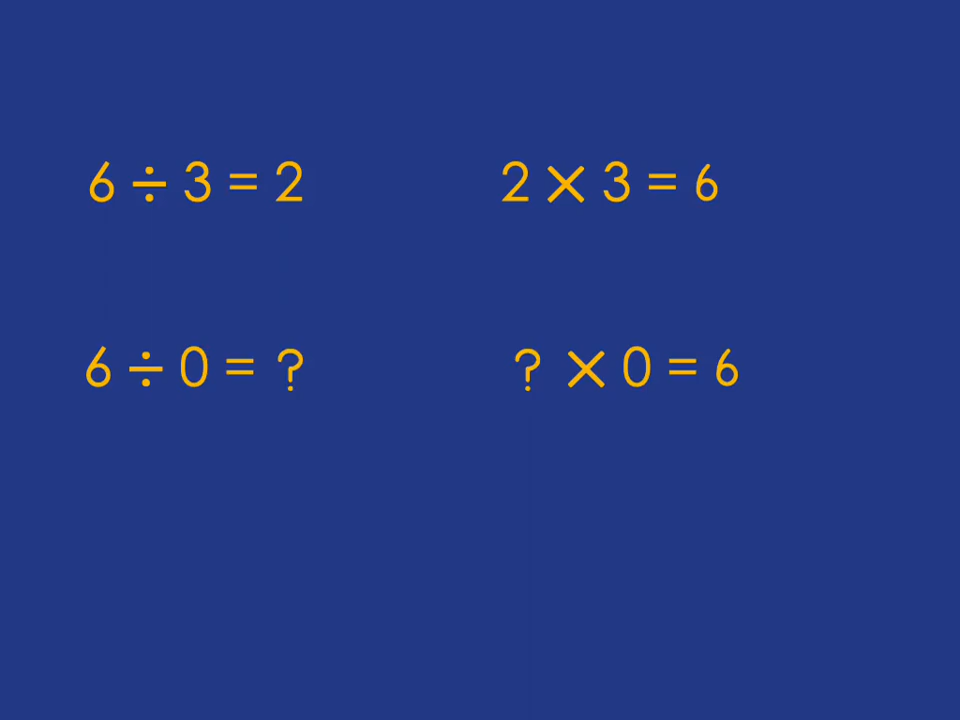 6 ÷ 3 = 2
2 × 3 = 6
6 ÷ 0 = ?
? × 0 = 6